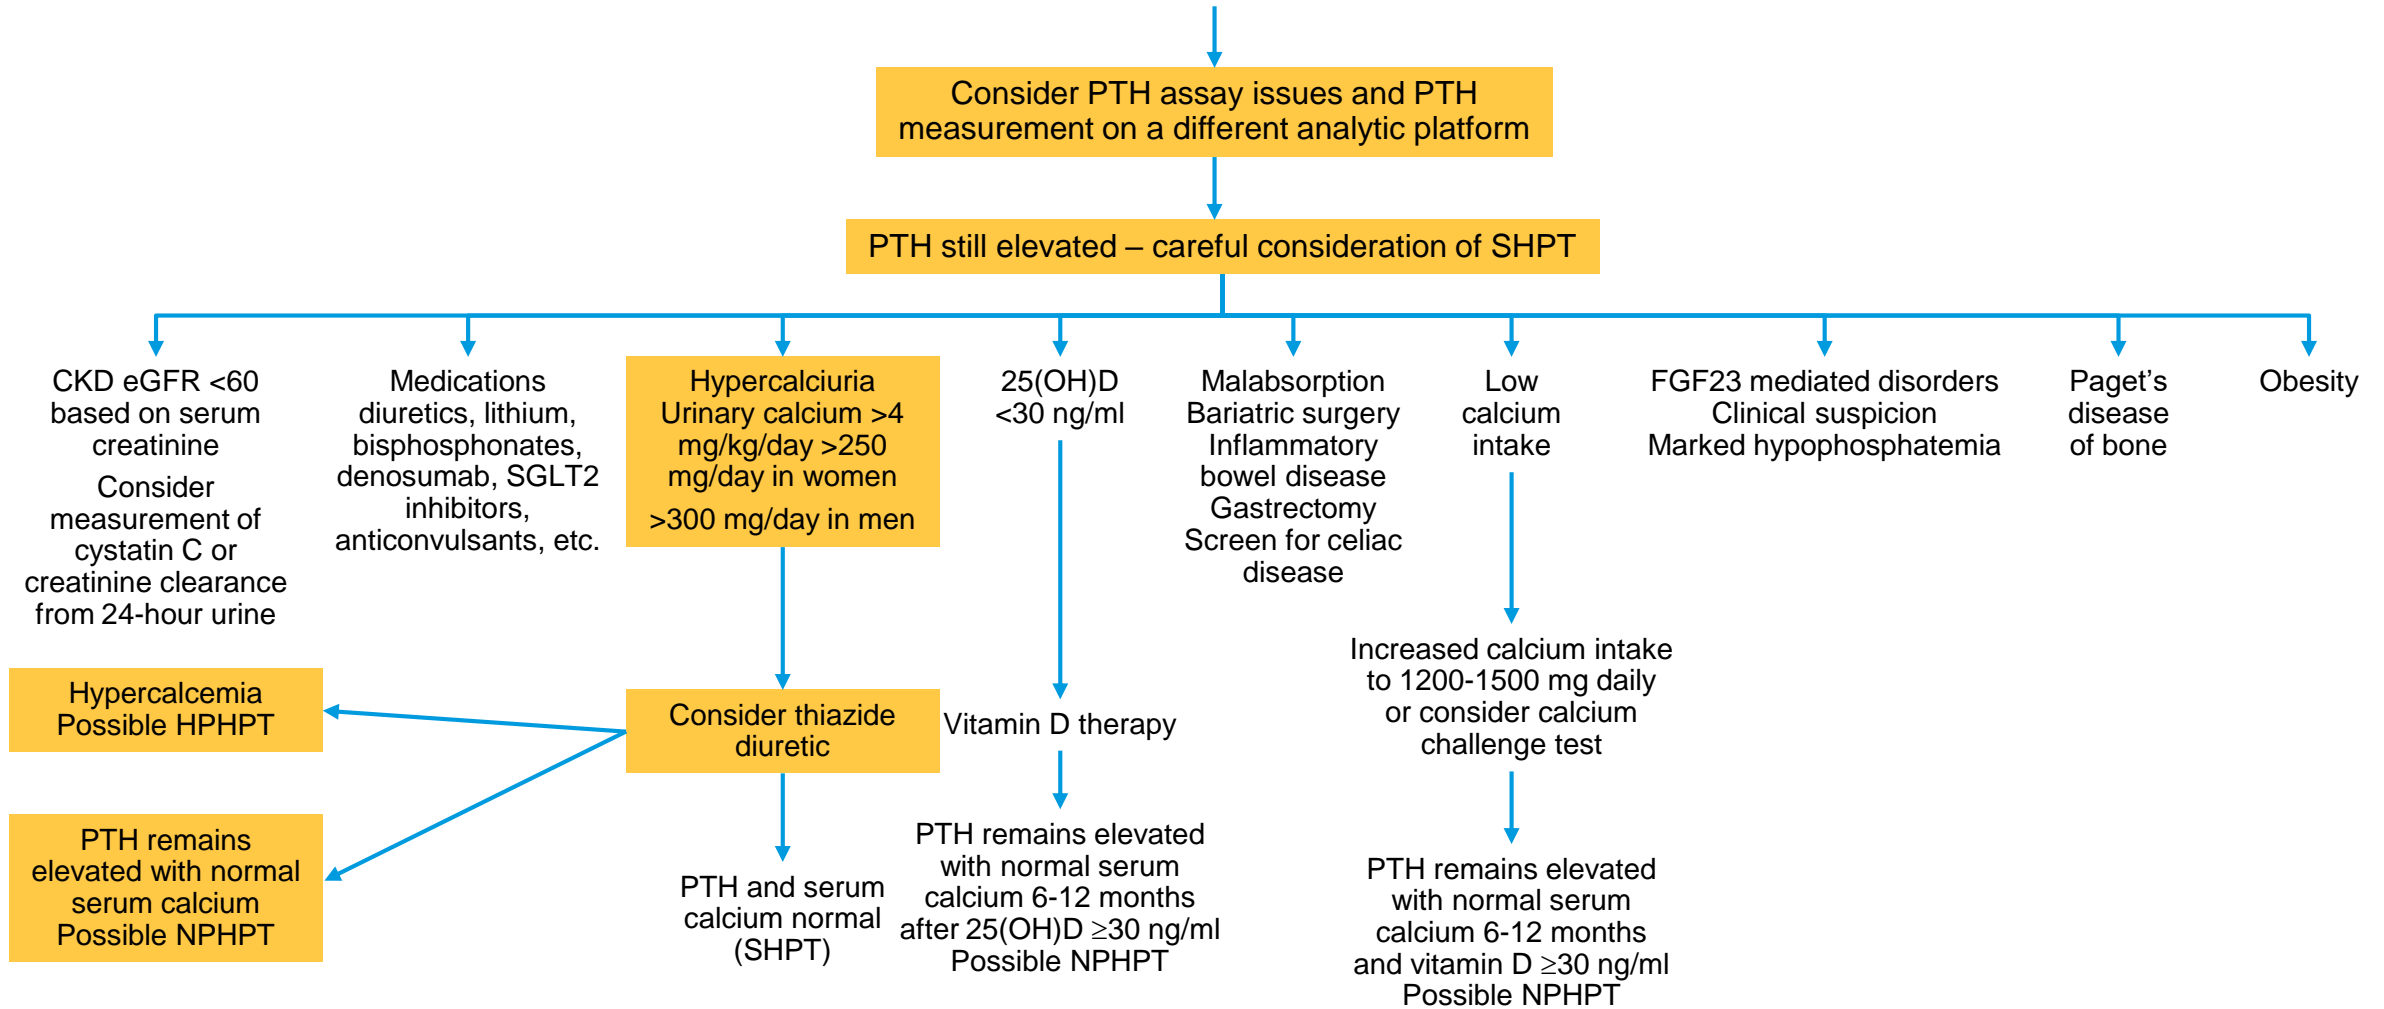 Consider PTH assay issues and PTH
measurement on a different analytic platform
PTH still elevated – careful consideration of SHPT
CKD eGFR <60
based on serum
creatinine
Consider
measurement of
cystatin C or
creatinine clearance
from 24-hour urine
Medications
diuretics, lithium,
bisphosphonates,
denosumab, SGLT2
inhibitors,
anticonvulsants, etc.
Hypercalciuria
Urinary calcium >4
mg/kg/day >250
mg/day in women
>300 mg/day in men
25(OH)D
<30 ng/ml
Malabsorption
Bariatric surgery
Inflammatory
bowel disease
Gastrectomy
Screen for celiac
disease
Low
calcium
intake
FGF23 mediated disorders
Clinical suspicion
Marked hypophosphatemia
Paget’s
disease
of bone
Obesity
Hypercalcemia
Possible HPHPT
Consider thiazide
diuretic
Vitamin D therapy
Increased calcium intake
to 1200-1500 mg daily
or consider calcium
challenge test
PTH remains
elevated with normal
serum calcium
Possible NPHPT
PTH and serum
calcium normal
(SHPT)
PTH remains elevated
with normal serum
calcium 6-12 months
after 25(OH)D ≥30 ng/ml
Possible NPHPT
PTH remains elevated
with normal serum
calcium 6-12 months
and vitamin D ≥30 ng/ml
Possible NPHPT